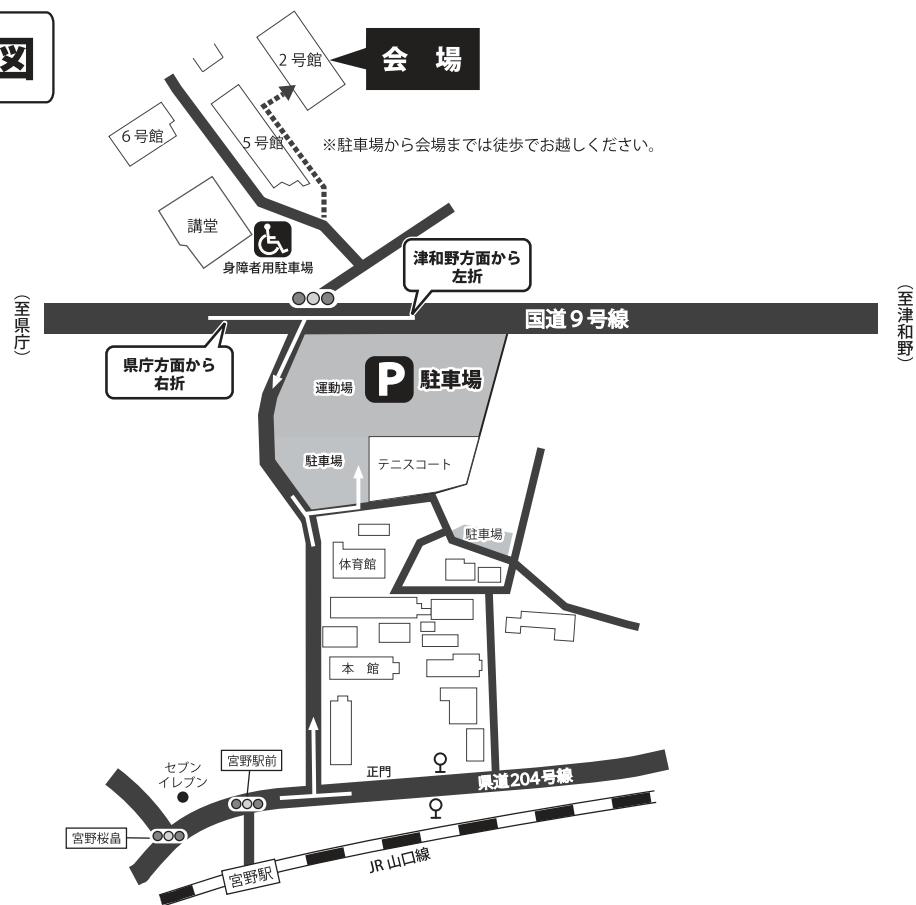 図
会　場
2号館
6号館
5号館
※駐車場から会場までは徒歩でお越しください。
講堂
身障者用駐車場
津和野方面から
左折
（至県庁）
（至津和野）
国道9号線
県庁方面から
右折
運動場
P 駐車場
駐車場
テニスコート
駐車場
体育館
本　館
宮野駅前
セブン
イレブン
正門
県道204号線
宮野桜畠
JR山口線
宮野駅